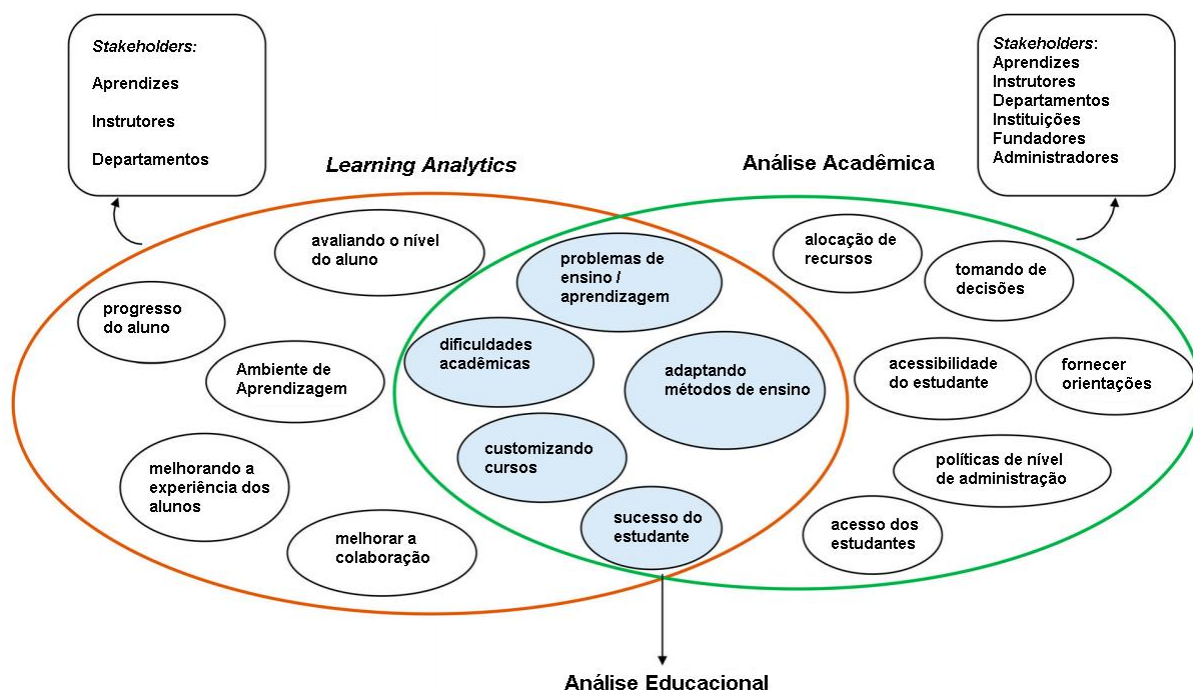 Stakeholders:
Aprendizes
Instrutores
Departamentos
Stakeholders:
Aprendizes
Instrutores
Departamentos
Instituições
Fundadores
Administradores
Learning Analytics
Análise Acadêmica
avaliando o nível
do aluno
progresso
do aluno
Ambiente de
Aprendizagem
melhorando a
experiência dos
alunos
melhorar a
colaboração
problemas de
ensino /
aprendizagem
dificuldades
acadêmicas
adaptando
métodos de ensino
customizando
cursos
sucesso do
estudante
alocação de
recursos
tomando de
decisões
acessibilidade
do estudante
fornecer
orientações
políticas de nível
de administração
acesso dos
estudantes
Análise Educacional